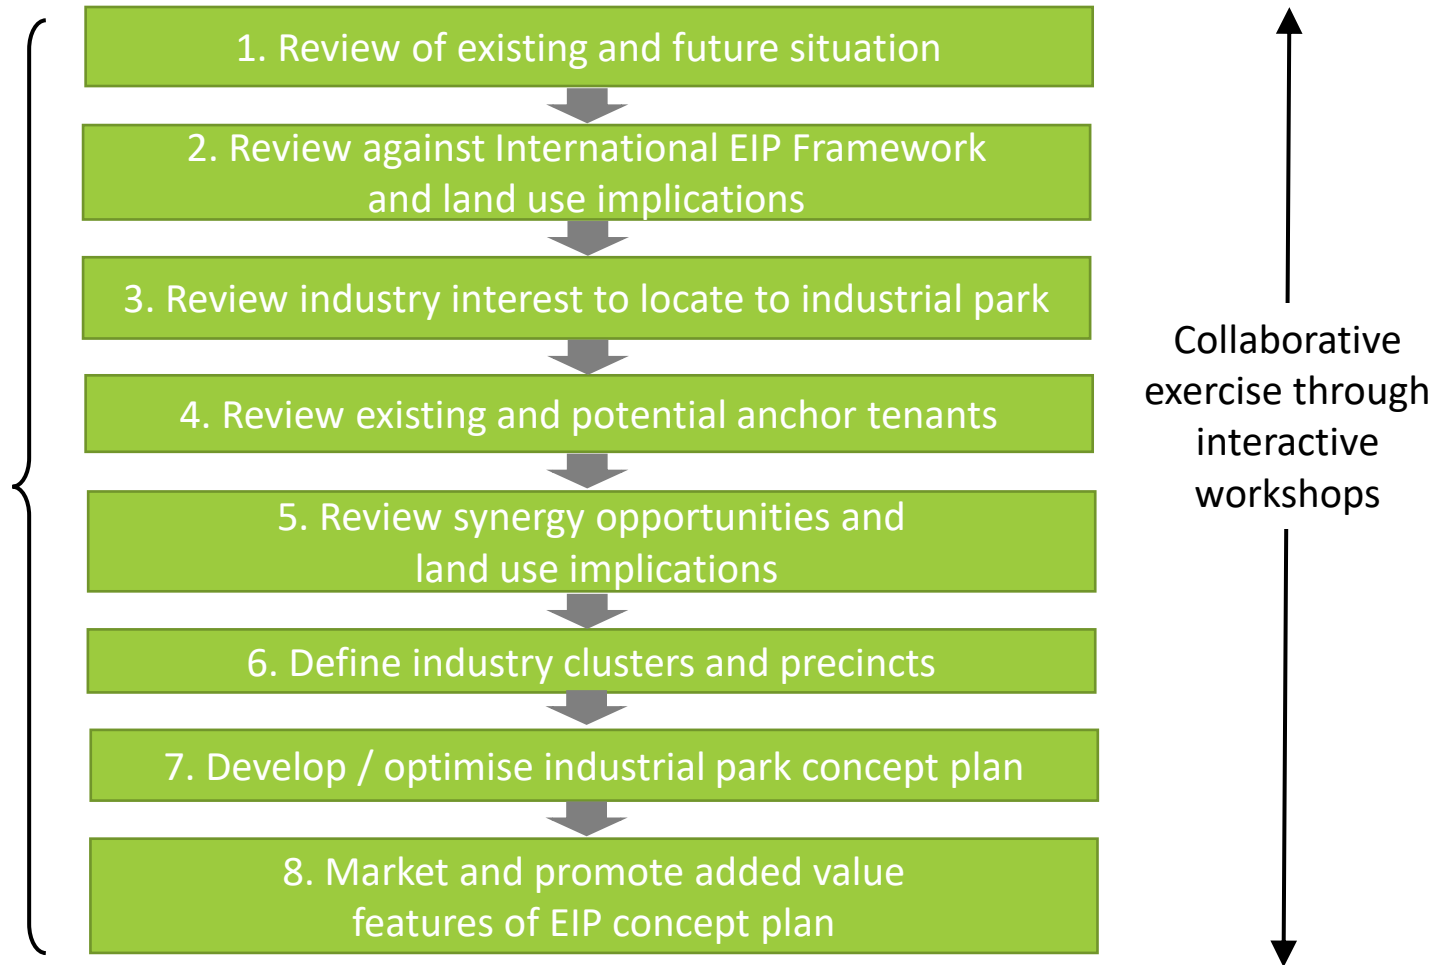 1. Review of existing and future situation
2. Review against International EIP Framework
and land use implications
3. Review industry interest to locate to industrial park
4. Review existing and potential anchor tenants
5. Review synergy opportunities and
land use implications
6. Define industry clusters and precincts
7. Develop / optimise industrial park concept plan
8. Market and promote added value
features of EIP concept plan
Collaborative
exercise through
interactive
workshops